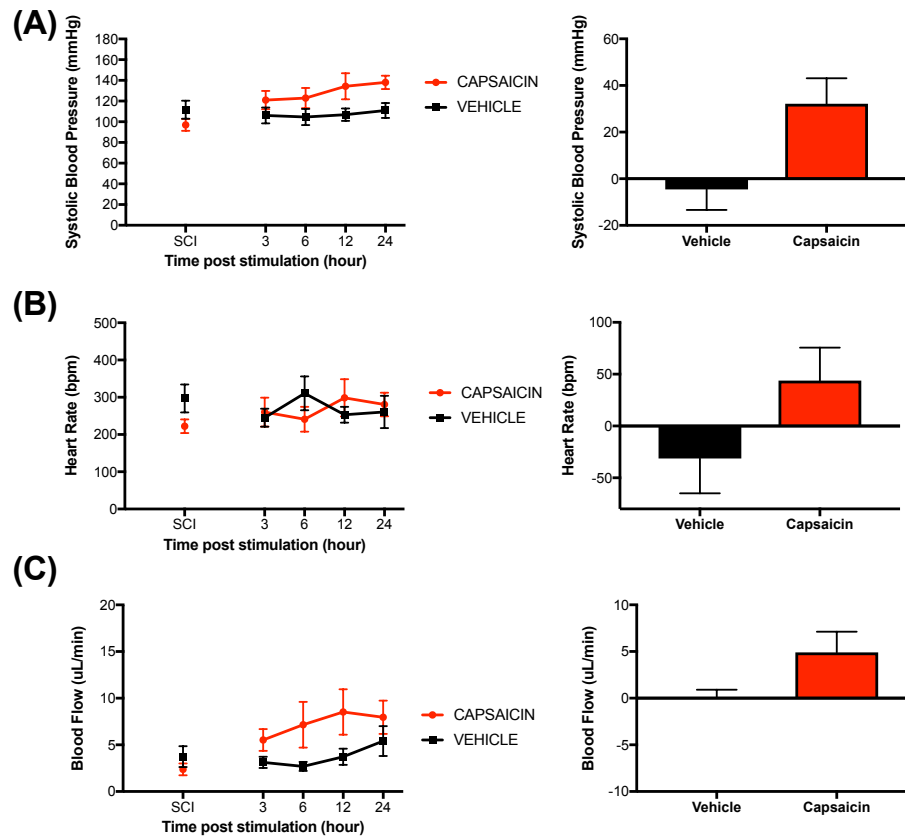 (A)
Systolic Blood Pressure (mmHg)
180
160
140
120
100
80
60
40
20
0
SCI 3 6 12 24
Time post stimulation (hour)
CAPSAICIN
VEHICLE
Systolic Blood Pressure (mmHg)
60
40
20
0
-20
Vehicle Capsaicin
(B)
Heart Rate (bpm)
500
400
300
200
100
0
SCI 3 6 12 24
Time post stimulation (hour)
CAPSAICIN
VEHICLE
Heart Rate (bpm)
100
50
0
-50
Vehicle Capsaicin
(C)
Blood Flow (uL/min)
20
15
10
5
0
SCI 3 6 12 24
Time post stimulation (hour)
CAPSAICIN
VEHICLE
Blood Flow (uL/min)
10
5
0
-5
-10
Vehicle Capsaicin